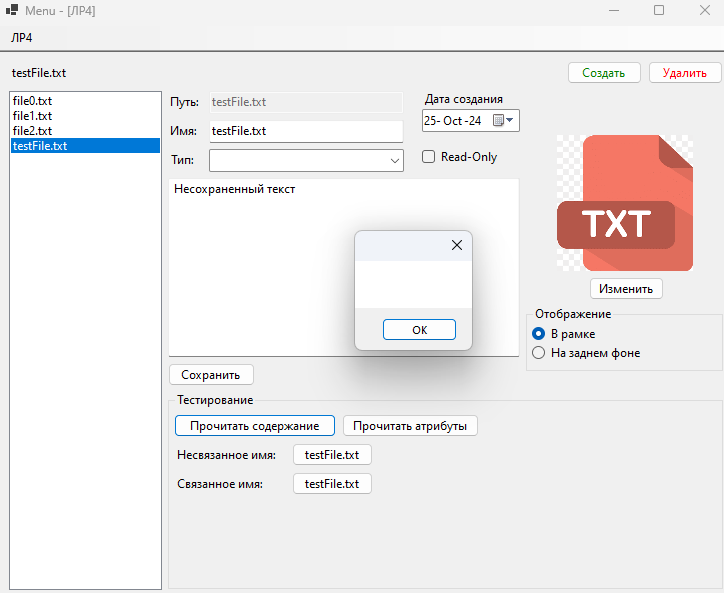 Menu - [ЛР4]
ЛР4
testFile.txt
Создать
Удалить
file0.txt
file1.txt
file2.txt
testFile.txt
Путь:
testFile.txt
Имя:
testFile.txt
Тип:
Дата создания
25- Oct -24
Read-Only
Несохраненный текст
OK
TXT
Изменить
Отображение
В рамке
На заднем фоне
Сохранить
Тестирование
Прочитать содержание
Прочитать атрибуты
Несвязанное имя:
testFile.txt
Связанное имя:
testFile.txt